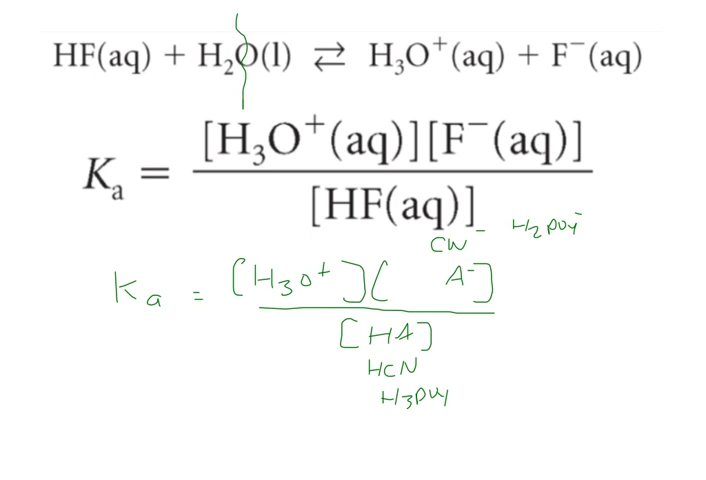 HF(aq) + H₂O(l) ⇄ H₃O⁺(aq) + F⁻(aq)
Kₐ = [H₃O⁺(aq)][F⁻(aq)] / [HF(aq)]
CN⁻ H₂PO₄⁻
Kₐ = [H₃O⁺][A⁻] / [HA]
HCN
H₃PO₄